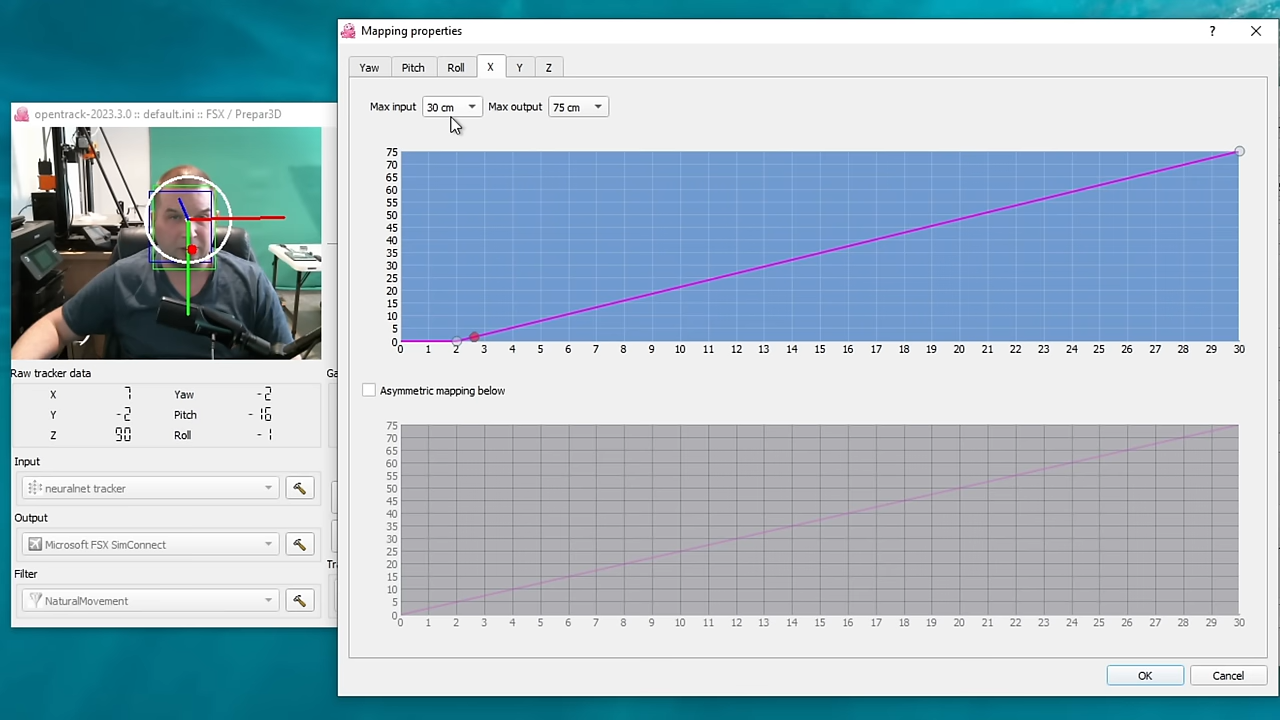 Mapping properties
?
Yaw Pitch Roll X Y Z
Max input 30 cm Max output 75 cm
75
70
65
60
55
50
45
40
35
30
25
20
15
10
5
0
0 1 2 3 4 5 6 7 8 9 10 11 12 13 14 15 16 17 18 19 20 21 22 23 24 25 26 27 28 29 30
Asymmetric mapping below
75
70
65
60
55
50
45
40
35
30
25
20
15
10
5
0
0 1 2 3 4 5 6 7 8 9 10 11 12 13 14 15 16 17 18 19 20 21 22 23 24 25 26 27 28 29 30
OK Cancel
opentrack-2023.3.0 :: default.ini :: FSX / Prepar3D
Raw tracker data
X 7 Yaw -2
Y -2 Pitch -16
Z 90 Roll -1
Input
neuralnet tracker
Output
Microsoft FSX SimConnect
Filter
NaturalMovement
Ga
Tra